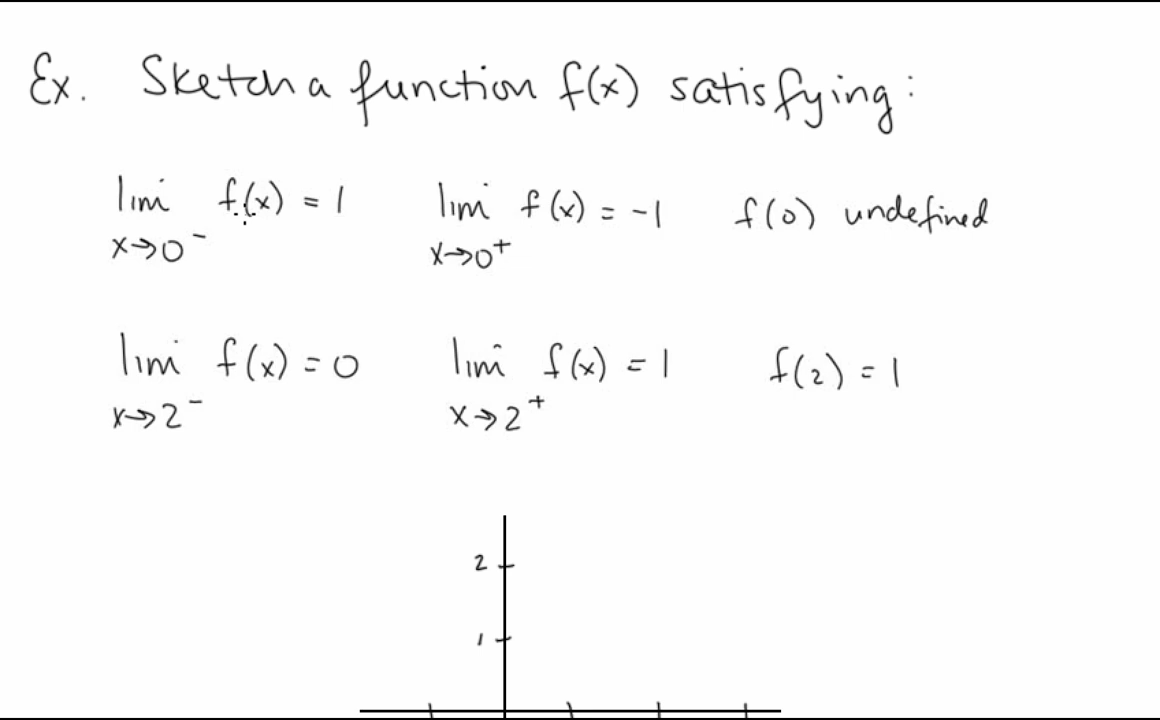 Ex. Sketch a function f(x) satisfying:
lim f(x) = 1 lim f(x) = -1 f(0) undefined
x→0⁻ x→0⁺
lim f(x) = 0 lim f(x) = 1 f(2) = 1
x→2⁻ x→2⁺
2
1